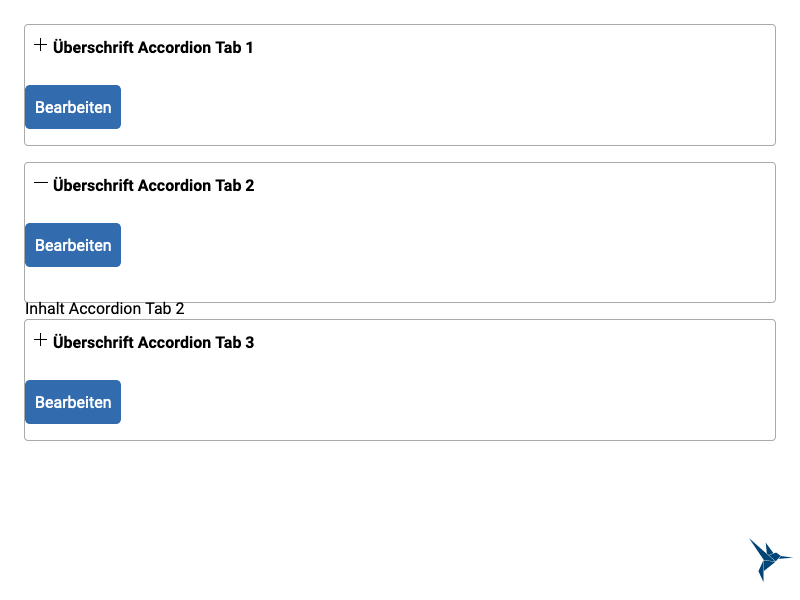 Überschrift Accordion Tab 1
Bearbeiten
Überschrift Accordion Tab 2
Bearbeiten
Inhalt Accordion Tab 2
Überschrift Accordion Tab 3
Bearbeiten